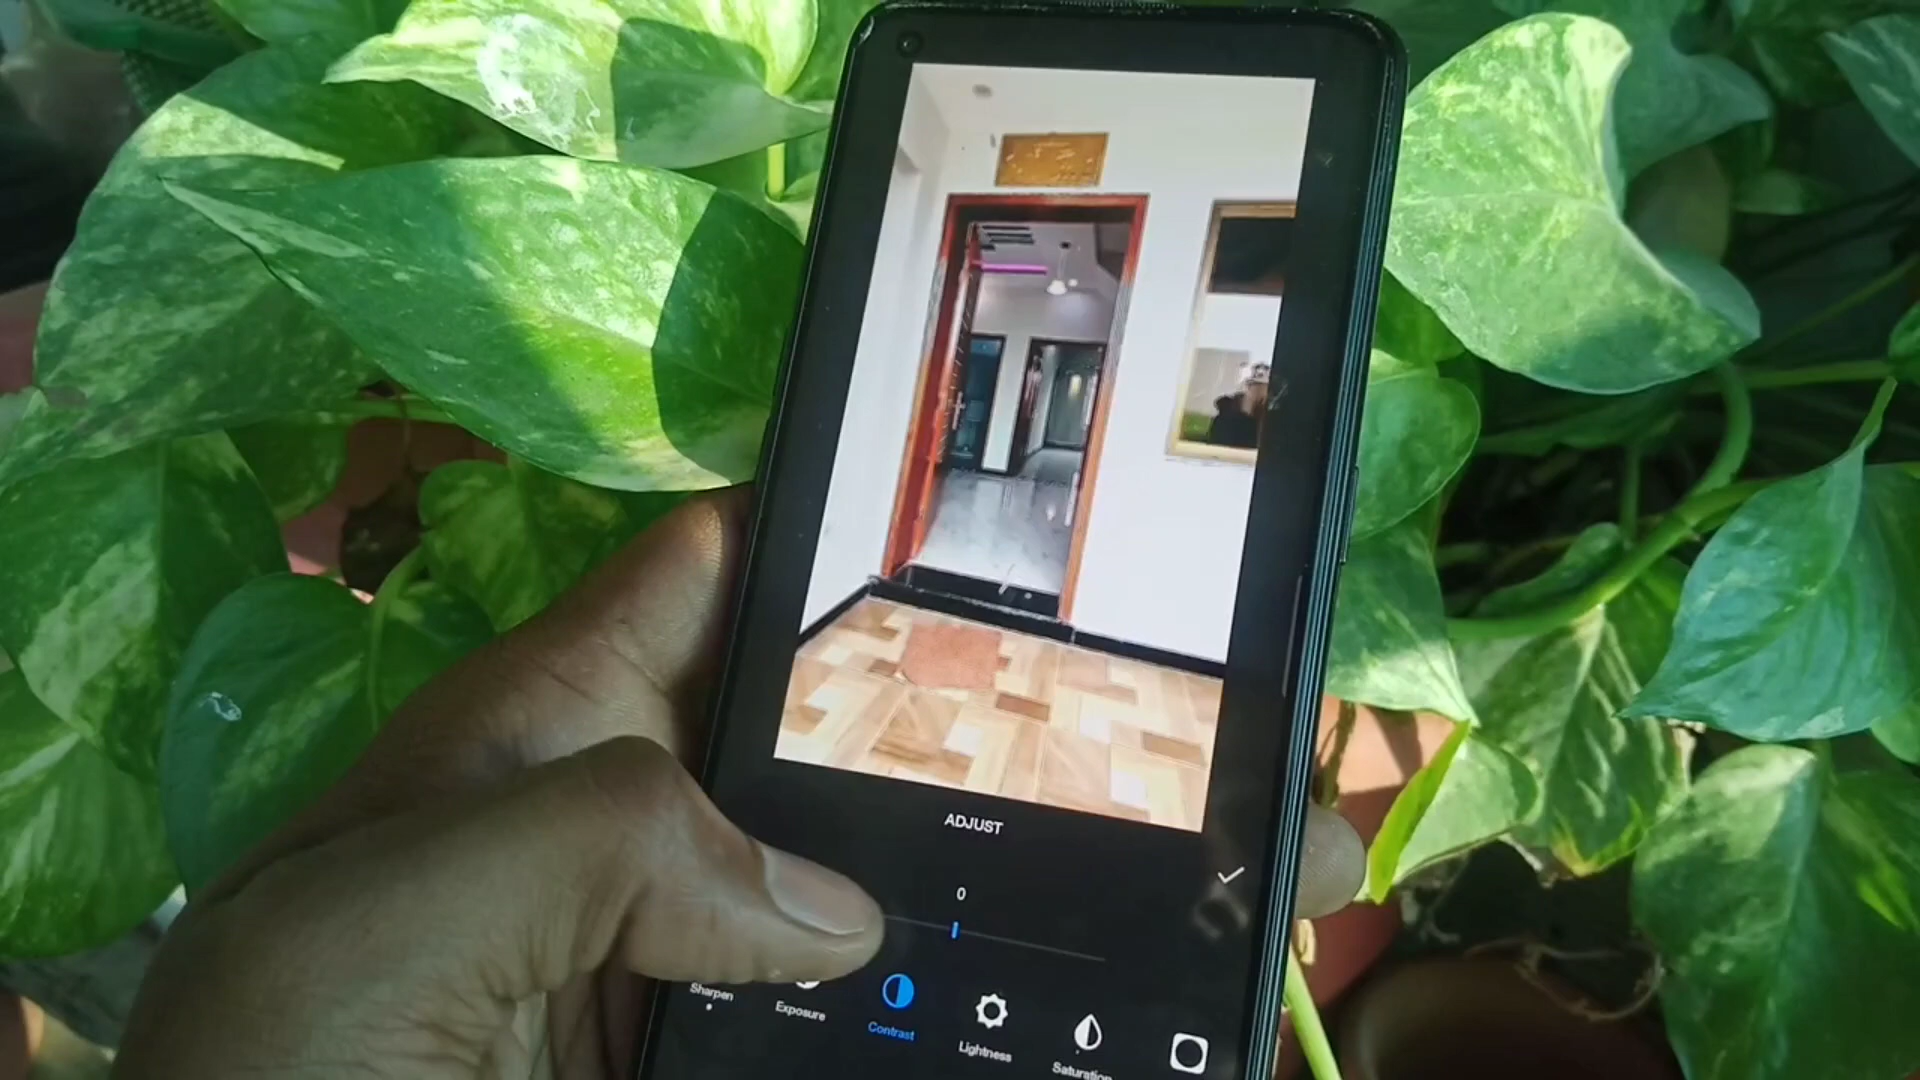 ADJUST
0
Sharpen
Exposure
Contrast
Lightness
Saturation